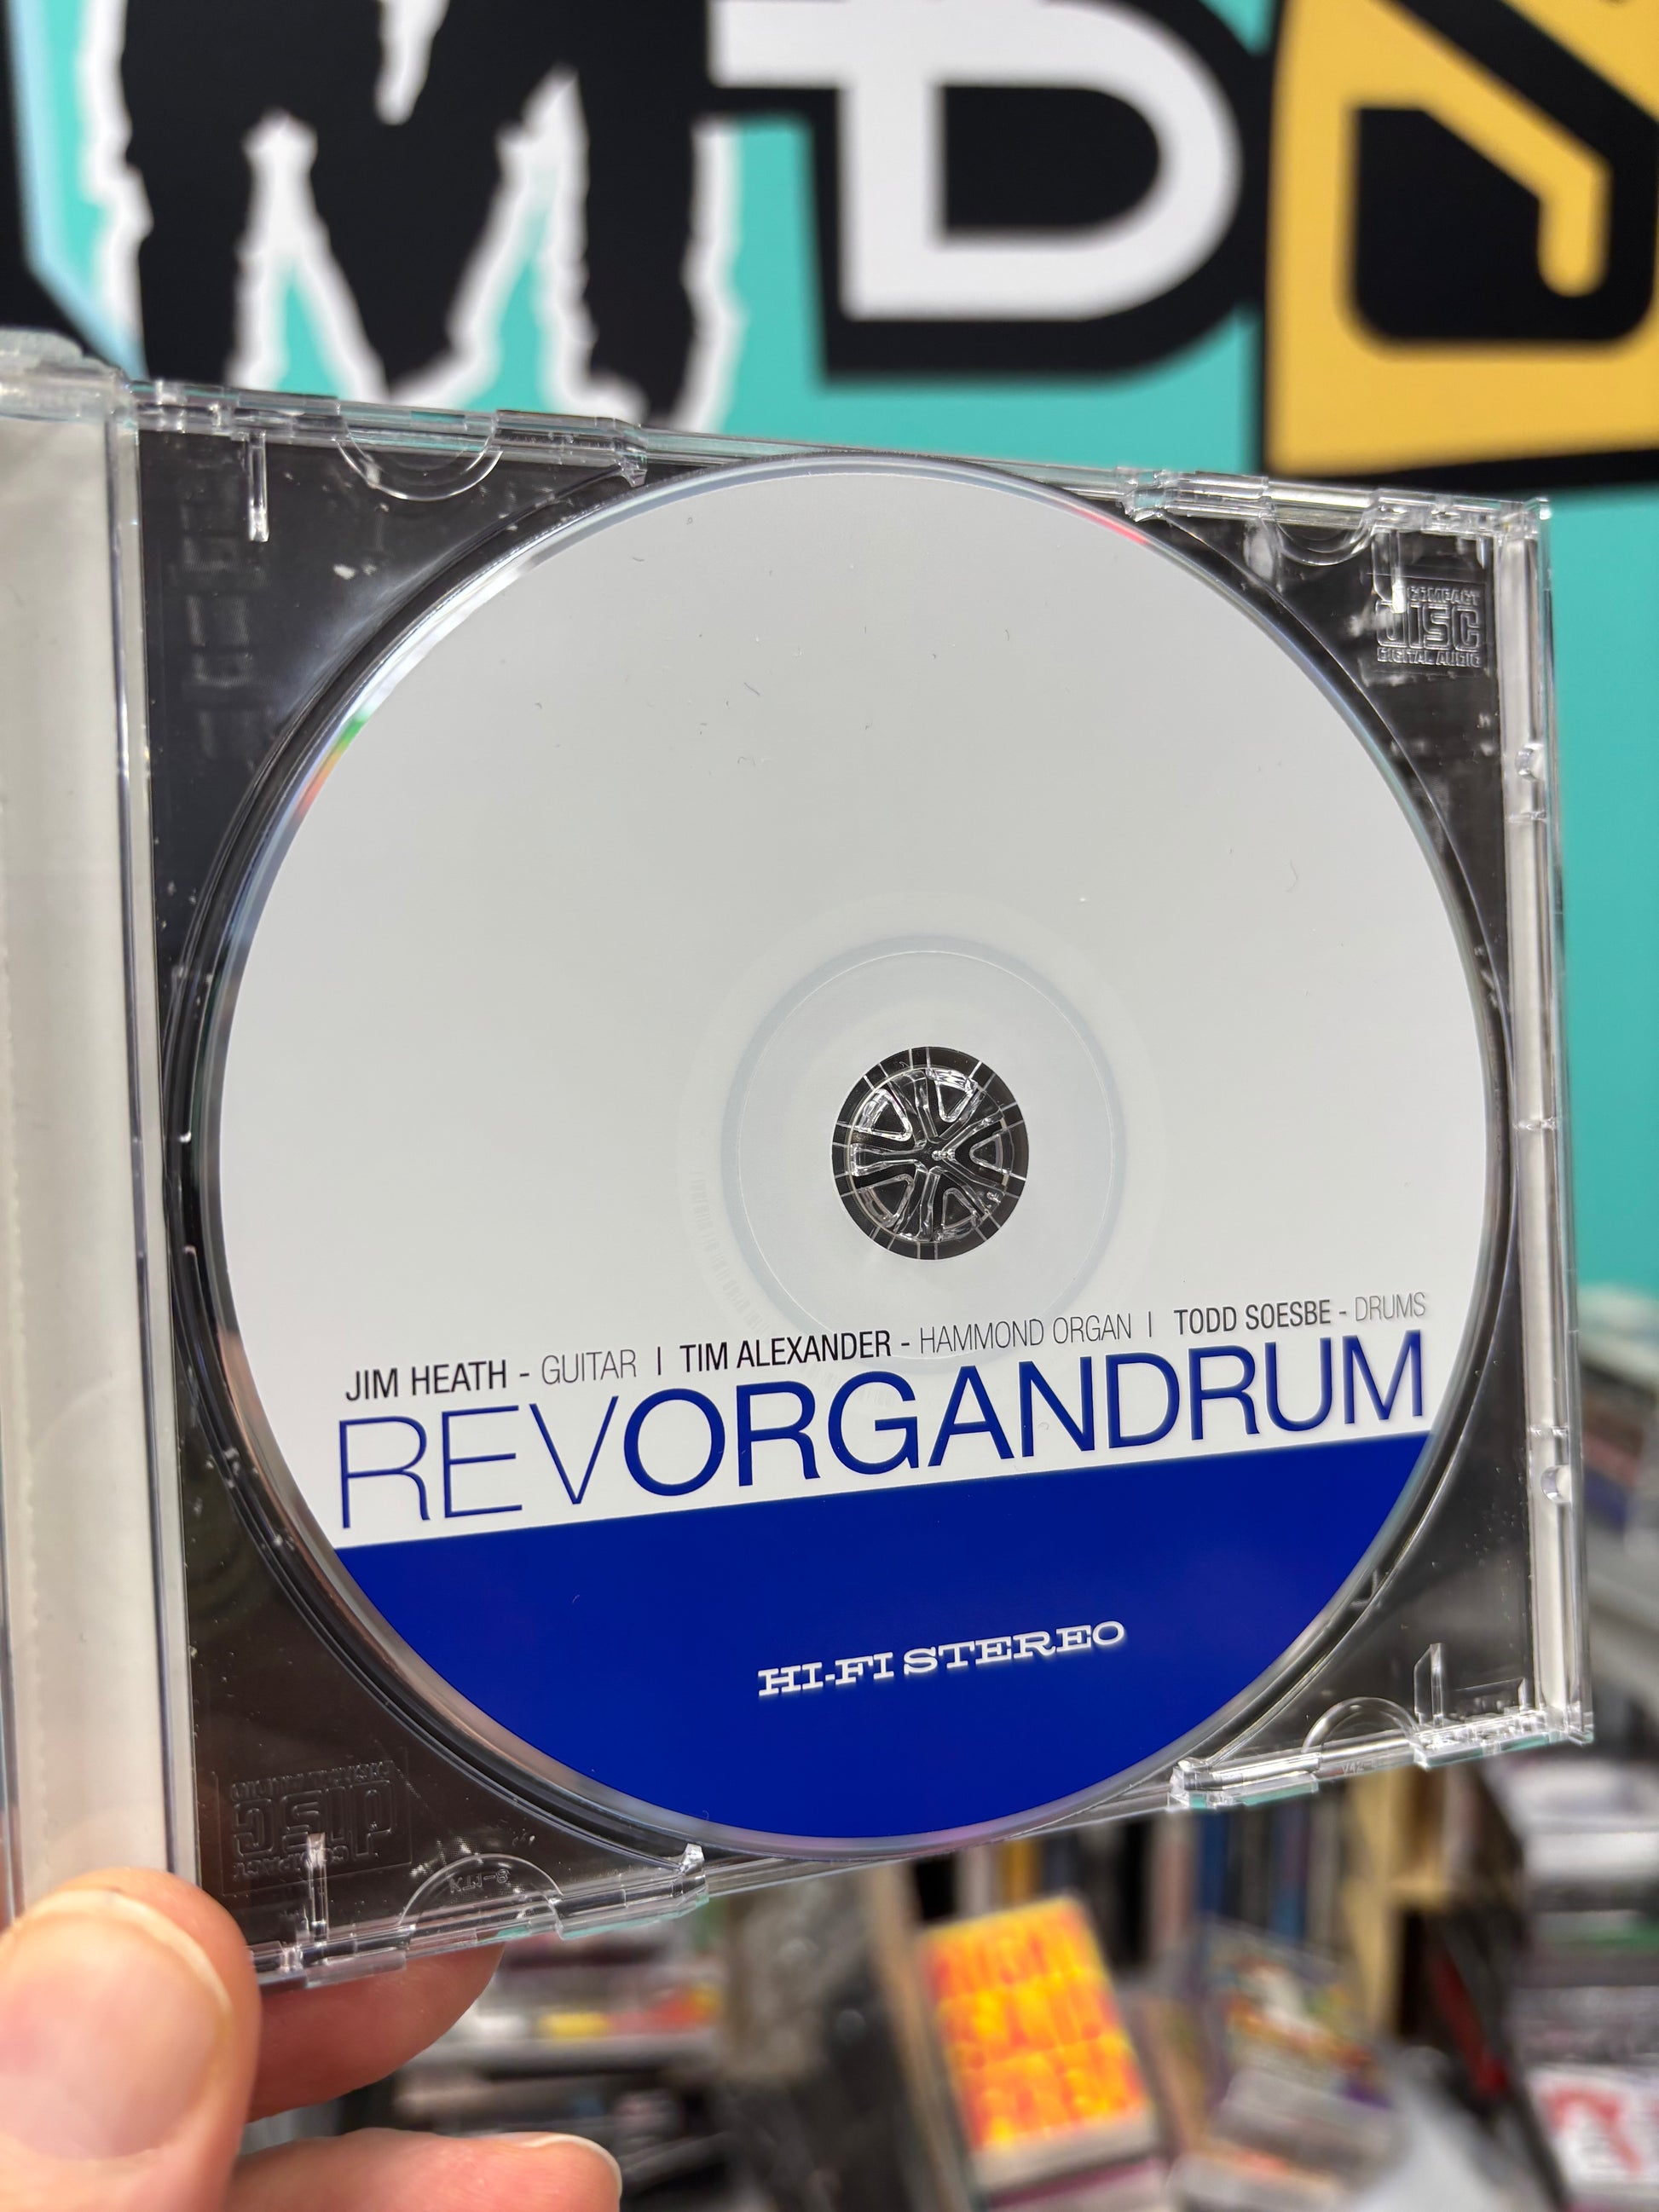 COMPACT
DISC
DIGITAL AUDIO
JIM HEATH - GUITAR | TIM ALEXANDER - HAMMOND ORGAN | TODD SOESBE - DRUMS
REVORGANDRUM
HI-FI STEREO